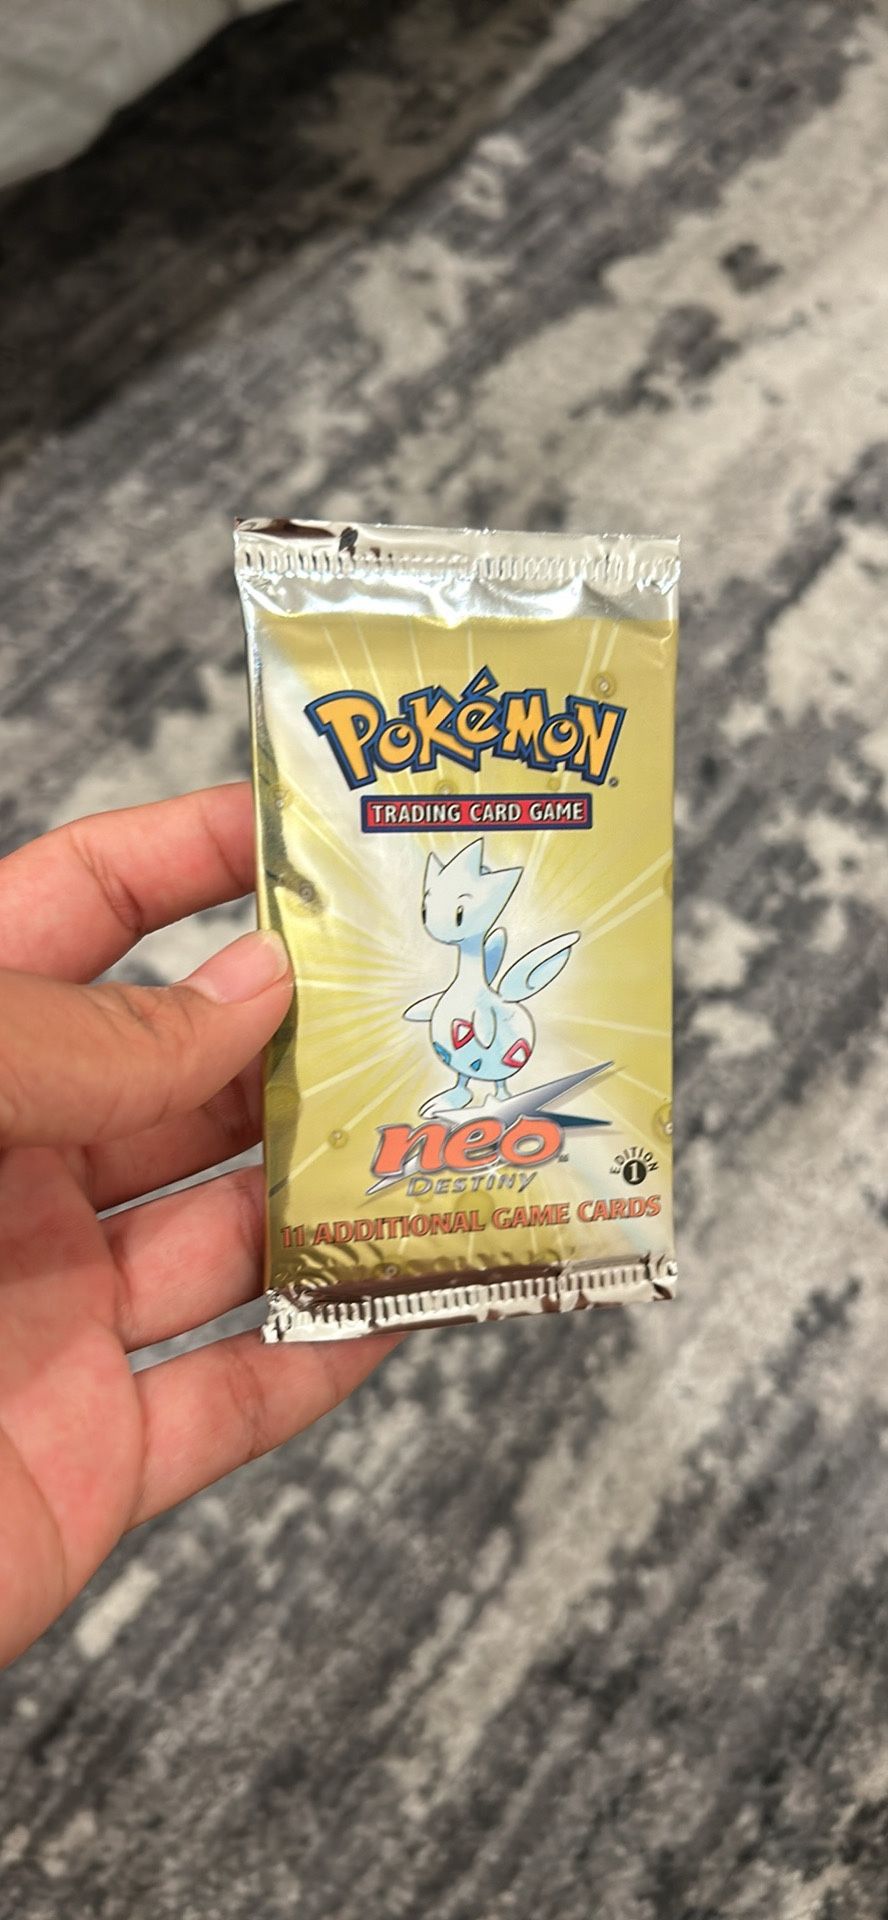 POKéMON
TRADING CARD GAME
neo
DESTINY
EDITION
1
11 ADDITIONAL GAME CARDS